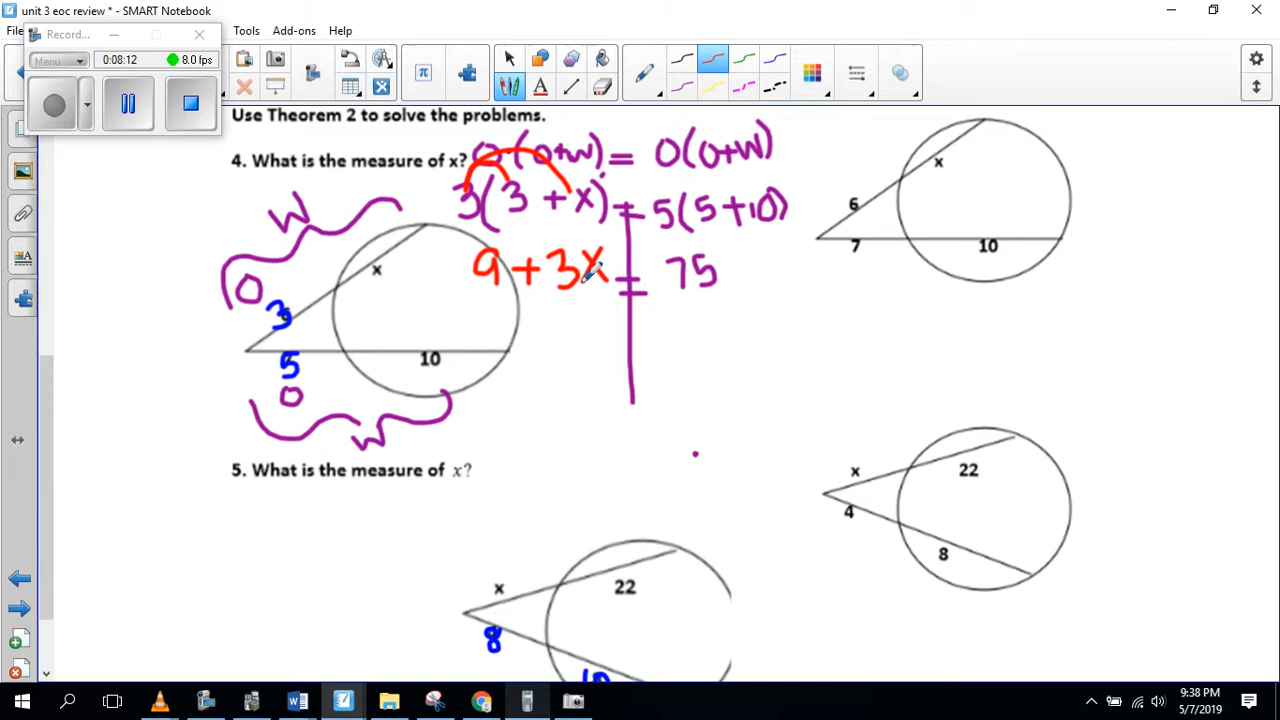 unit 3 eoc review * - SMART Notebook
Record...
Tools Add-ons Help
Menu 0:08:12 8.0 fps
Use Theorem 2 to solve the problems.
4. What is the measure of x? O(O+W) = O(O+W)
3(3 + x) = 5(5+10)
9 + 3x = 75
W
O
x
3
5
10
O
W
x
6
7
10
5. What is the measure of x?
x
22
4
8
x
22
8
10
9:38 PM
5/7/2019